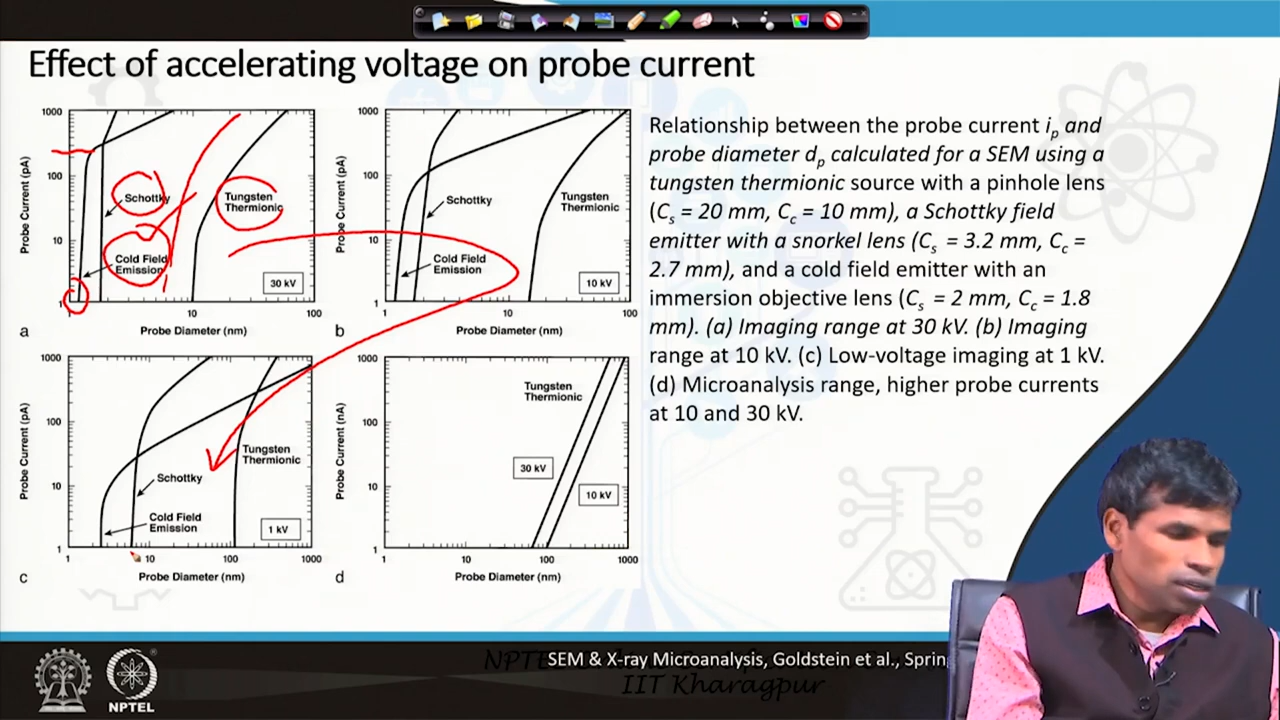 Effect of accelerating voltage on probe current
1000
100
10
1
Probe Current (pA)
Schottky
Cold Field
Emission
Tungsten
Thermionic
30 kV
1
10
100
Probe Diameter (nm)
a
1000
100
10
1
Probe Current (pA)
Schottky
Cold Field
Emission
Tungsten
Thermionic
10 kV
1
10
100
Probe Diameter (nm)
b
1000
100
10
1
Probe Current (pA)
Schottky
Cold Field
Emission
Tungsten
Thermionic
1 kV
1
10
100
1000
Probe Diameter (nm)
c
1000
100
10
1
Probe Current (nA)
Tungsten
Thermionic
30 kV
10 kV
1
10
100
1000
Probe Diameter (nm)
d
Relationship between the probe current ip and
probe diameter dp calculated for a SEM using a
tungsten thermionic source with a pinhole lens
(Cs = 20 mm, Cc = 10 mm), a Schottky field
emitter with a snorkel lens (Cs = 3.2 mm, Cc =
2.7 mm), and a cold field emitter with an
immersion objective lens (Cs = 2 mm, Cc = 1.8
mm). (a) Imaging range at 30 kV. (b) Imaging
range at 10 kV. (c) Low-voltage imaging at 1 kV.
(d) Microanalysis range, higher probe currents
at 10 and 30 kV.
SEM & X-ray Microanalysis, Goldstein et al., Sprin
IIT Kharagpur
NPTEL